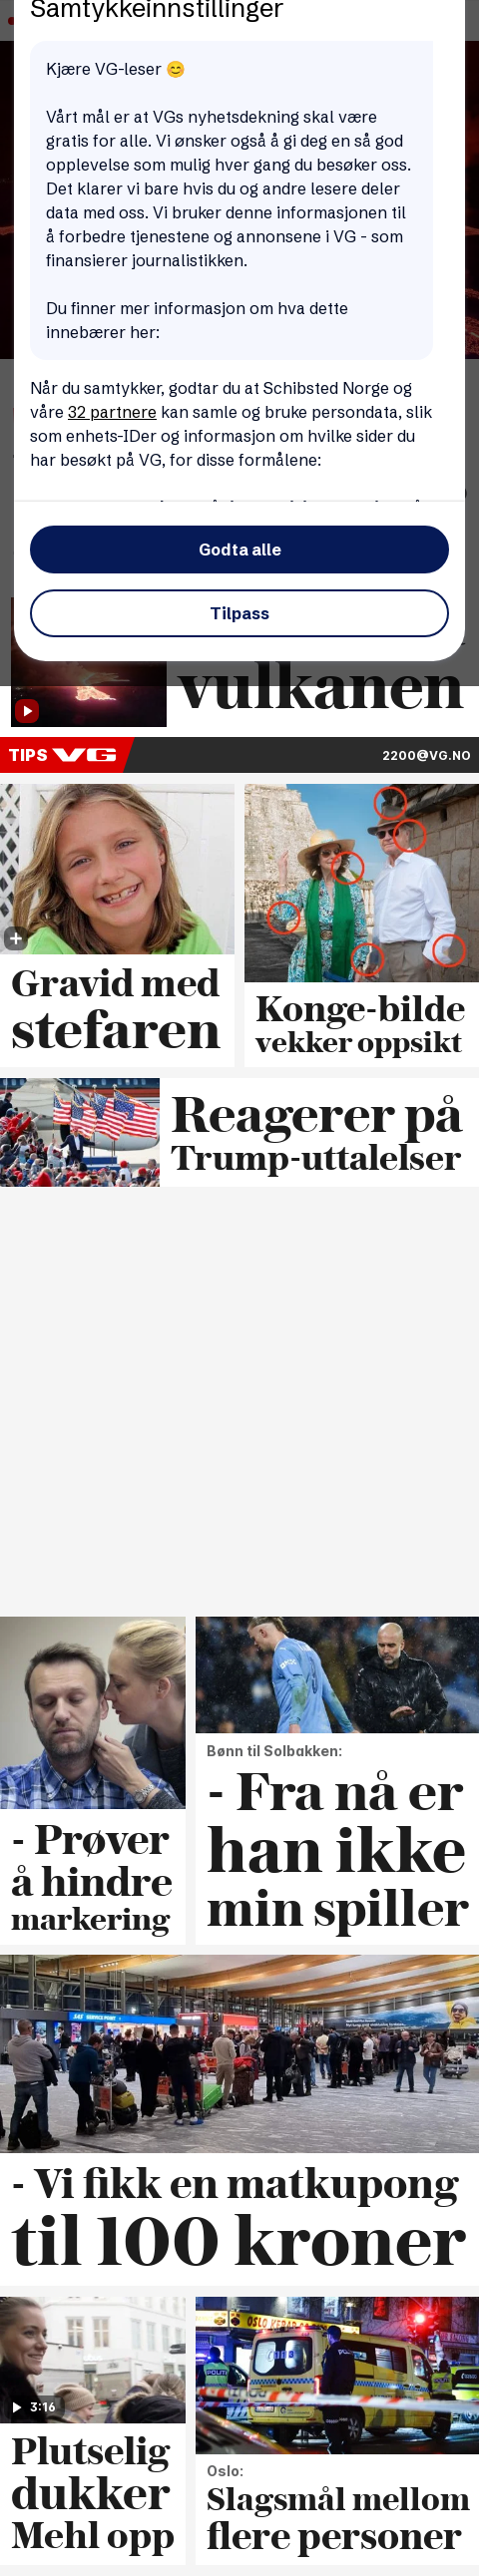 Samtykkeinnstillinger
Kjære VG-leser 😊
Vårt mål er at VGs nyhetsdekning skal være
gratis for alle. Vi ønsker også å gi deg en så god
opplevelse som mulig hver gang du besøker oss.
Det klarer vi bare hvis du og andre lesere deler
data med oss. Vi bruker denne informasjonen til
å forbedre tjenestene og annonsene i VG - som
finansierer journalistikken.
Du finner mer informasjon om hva dette
innebærer her:
Når du samtykker, godtar du at Schibsted Norge og
våre 32 partnere kan samle og bruke persondata, slik
som enhets-IDer og informasjon om hvilke sider du
har besøkt på VG, for disse formålene:
Godta alle
Tilpass
vulkanen
TIPS VG
2200@VG.NO
Gravid med
stefaren
Konge-bilde
vekker oppsikt
Reagerer på
Trump-uttalelser
- Prøver
å hindre
markering
Bønn til Solbakken:
- Fra nå er
han ikke
min spiller
- Vi fikk en matkupong
til 100 kroner
3:16
Plutselig
dukker
Mehl opp
OSLO KEBAB
POLITI
Oslo:
Slagsmål mellom
flere personer